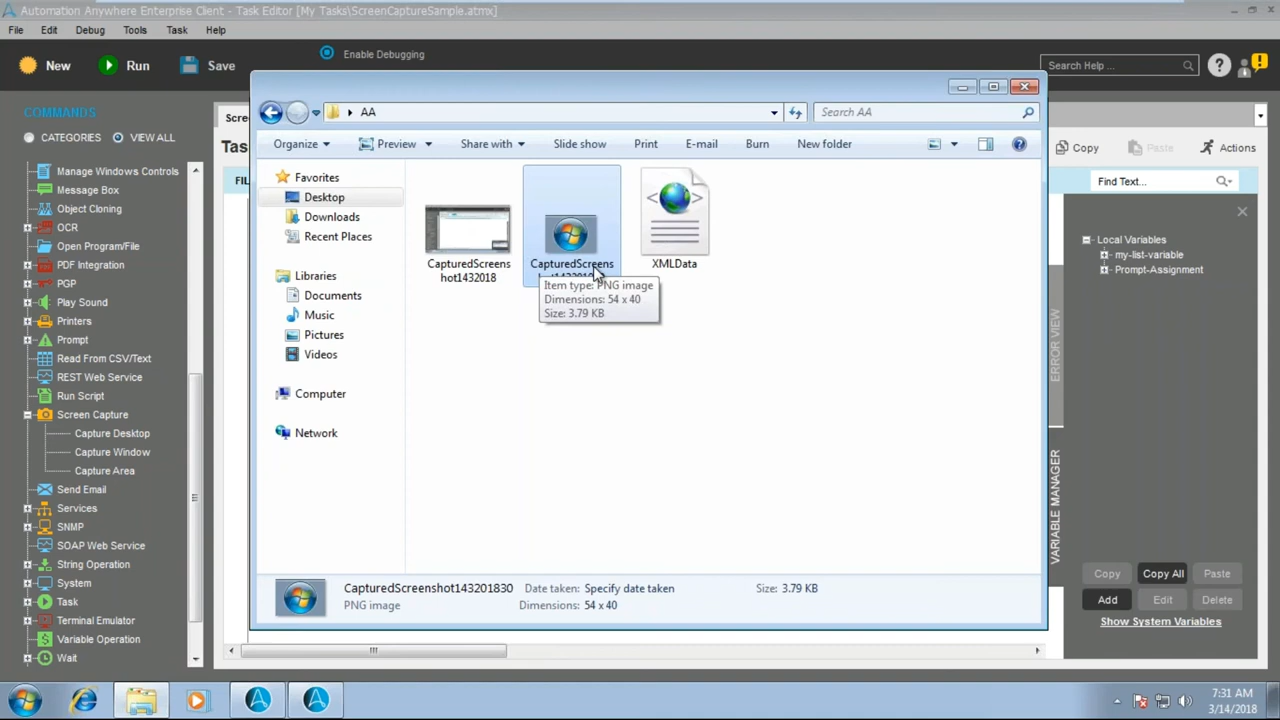 Automation Anywhere Enterprise Client - Task Editor [My Tasks\ScreenCaptureSample.atmx]
File Edit Debug Tools Task Help
New Run Save
Enable Debugging
Search Help ...
COMMANDS
CATEGORIES VIEW ALL
Manage Windows Controls
Message Box
Object Cloning
OCR
Open Program/File
PDF Integration
PGP
Play Sound
Printers
Prompt
Read From CSV/Text
REST Web Service
Run Script
Screen Capture
Capture Desktop
Capture Window
Capture Area
Send Email
Services
SNMP
SOAP Web Service
String Operation
System
Task
Terminal Emulator
Variable Operation
Wait
AA
Search AA
Organize Preview Share with Slide show Print E-mail Burn New folder
Favorites
Desktop
Downloads
Recent Places
Libraries
Documents
Music
Pictures
Videos
Computer
Network
CapturedScreens
hot1432018
CapturedScreens
XMLData
Item type: PNG image
Dimensions: 54 x 40
Size: 3.79 KB
CapturedScreenshot143201830 Date taken: Specify date taken Size: 3.79 KB
PNG image Dimensions: 54 x 40
Copy Paste Actions
Find Text...
Local Variables
my-list-variable
Prompt-Assignment
ERROR VIEW
VARIABLE MANAGER
Copy Copy All Paste
Add Edit Delete
Show System Variables
7:31 AM
3/14/2018